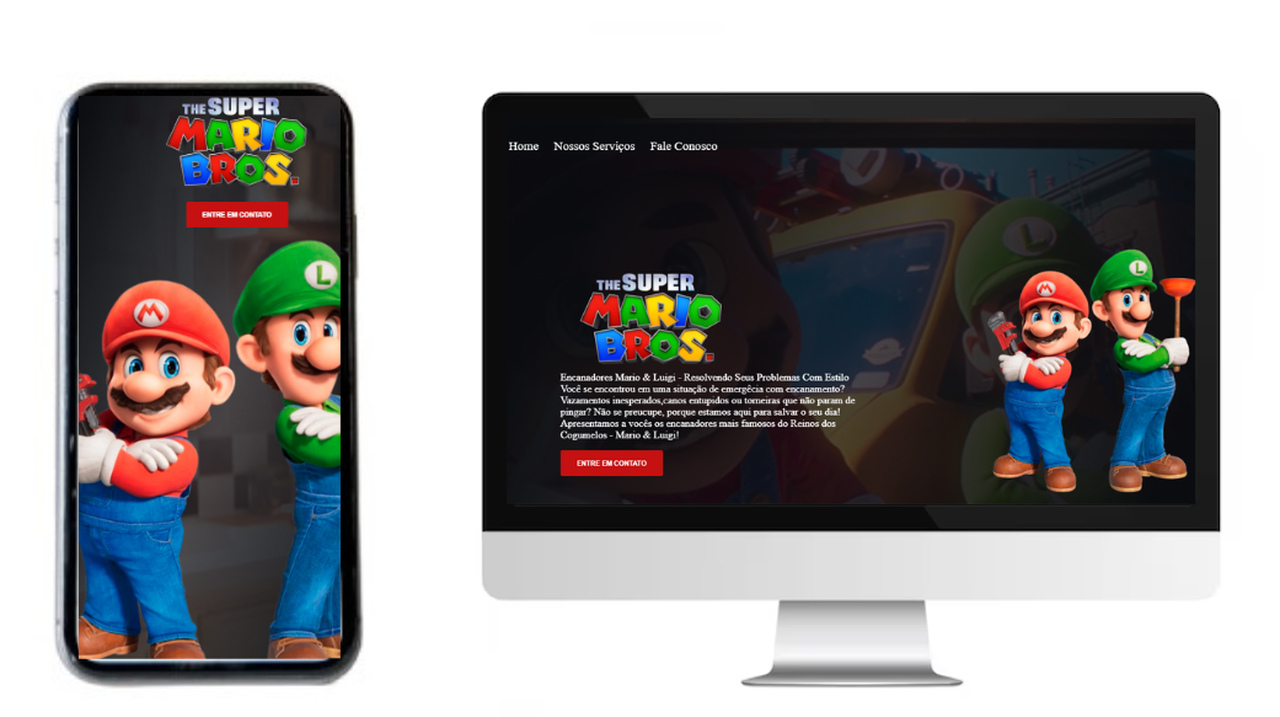 THE SUPER
MARIO
BROS.
ENTRE EM CONTATO
M
L
Home Nossos Serviços Fale Conosco
THE SUPER
MARIO
BROS.
Encanadores Mario & Luigi - Resolvendo Seus Problemas Com Estilo
Você se encontrou em uma situação de emergêcia com encanamento?
Vazamentos inesperados,canos entupidos ou torneiras que não param de
pingar? Não se preucupe, porque estamos aqui para salvar o seu dia!
Apresentamos a vocês os encanadores mais famosos do Reinos dos
Cogumelos - Mario & Luigi!
ENTRE EM CONTATO
M
L
L